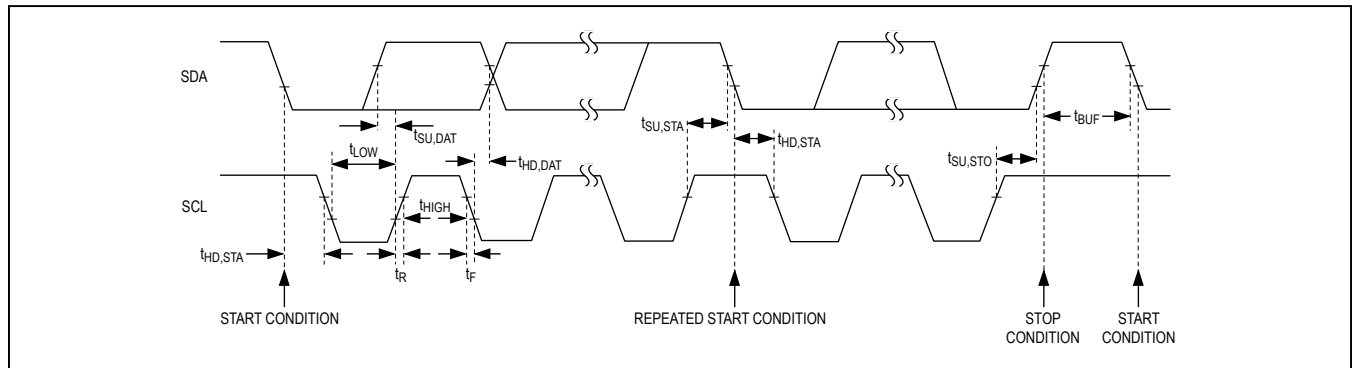 SDA
tSU,STA
tBUF
tSU,DAT
tHD,STA
tLOW
tHD,DAT
tSU,STO
SCL
tHIGH
tHD,STA
tR
tF
START CONDITION
REPEATED START CONDITION
STOP
CONDITION
START
CONDITION